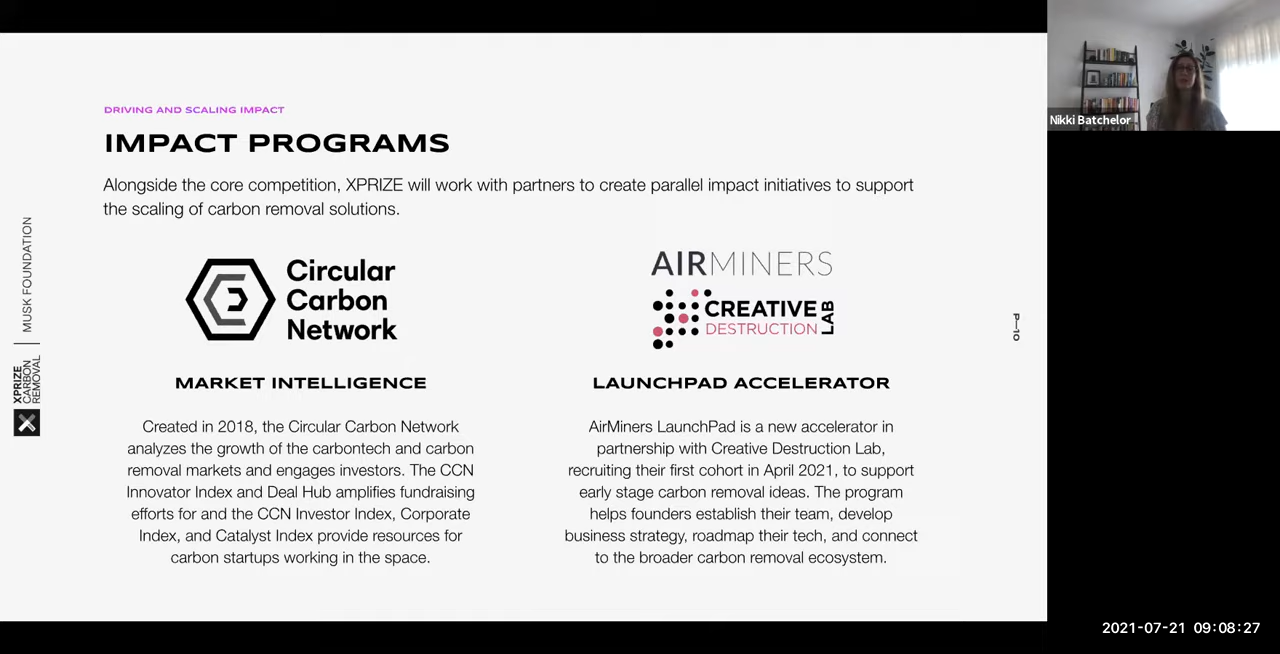 DRIVING AND SCALING IMPACT
IMPACT PROGRAMS
Alongside the core competition, XPRIZE will work with partners to create parallel impact initiatives to support
the scaling of carbon removal solutions.
Circular
Carbon
Network
MARKET INTELLIGENCE
Created in 2018, the Circular Carbon Network
analyzes the growth of the carbontech and carbon
removal markets and engages investors. The CCN
Innovator Index and Deal Hub amplifies fundraising
efforts for and the CCN Investor Index, Corporate
Index, and Catalyst Index provide resources for
carbon startups working in the space.
AIRMINERS
CREATIVE
DESTRUCTION
LAB
LAUNCHPAD ACCELERATOR
AirMiners LaunchPad is a new accelerator in
partnership with Creative Destruction Lab,
recruiting their first cohort in April 2021, to support
early stage carbon removal ideas. The program
helps founders establish their team, develop
business strategy, roadmap their tech, and connect
to the broader carbon removal ecosystem.
XPRIZE
CARBON
REMOVAL
MUSK FOUNDATION
P—10
Nikki Batchelor
2021-07-21 09:08:27